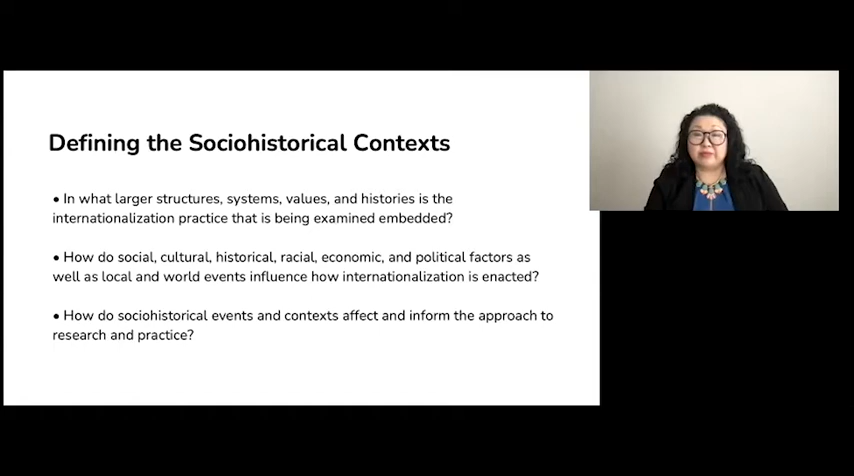 Defining the Sociohistorical Contexts
• In what larger structures, systems, values, and histories is the
internationalization practice that is being examined embedded?
• How do social, cultural, historical, racial, economic, and political factors as
well as local and world events influence how internationalization is enacted?
• How do sociohistorical events and contexts affect and inform the approach to
research and practice?